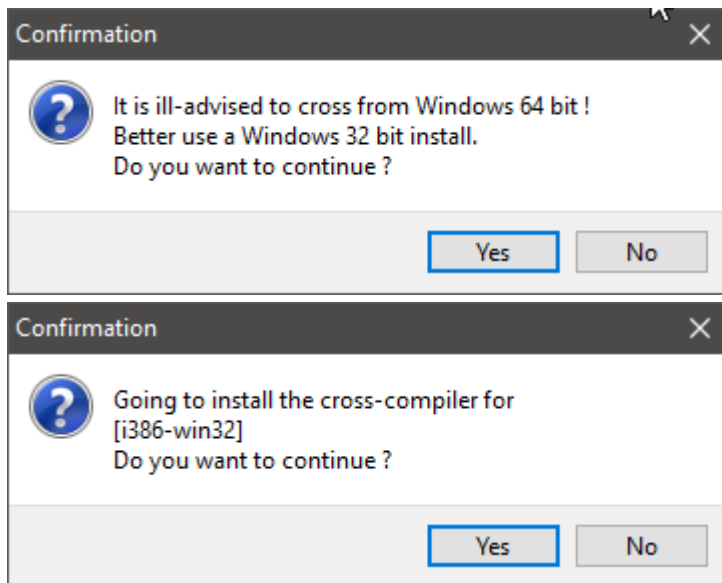 Confirmation
It is ill-advised to cross from Windows 64 bit !
Better use a Windows 32 bit install.
Do you want to continue ?
Yes No
Confirmation
Going to install the cross-compiler for
[i386-win32]
Do you want to continue ?
Yes No